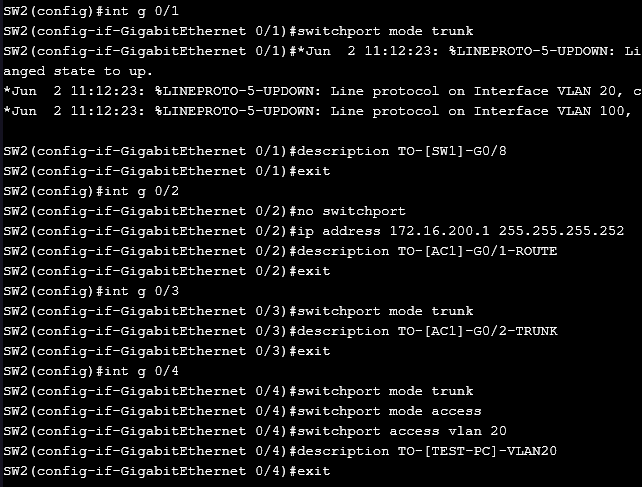 SW2(config)#int g 0/1
SW2(config-if-GigabitEthernet 0/1)#switchport mode trunk
SW2(config-if-GigabitEthernet 0/1)#*Jun  2 11:12:23: %LINEPROTO-5-UPDOWN: Li
anged state to up.
*Jun  2 11:12:23: %LINEPROTO-5-UPDOWN: Line protocol on Interface VLAN 20, c
*Jun  2 11:12:23: %LINEPROTO-5-UPDOWN: Line protocol on Interface VLAN 100,
SW2(config-if-GigabitEthernet 0/1)#description TO-[SW1]-G0/8
SW2(config-if-GigabitEthernet 0/1)#exit
SW2(config)#int g 0/2
SW2(config-if-GigabitEthernet 0/2)#no switchport
SW2(config-if-GigabitEthernet 0/2)#ip address 172.16.200.1 255.255.255.252
SW2(config-if-GigabitEthernet 0/2)#description TO-[AC1]-G0/1-ROUTE
SW2(config-if-GigabitEthernet 0/2)#exit
SW2(config)#int g 0/3
SW2(config-if-GigabitEthernet 0/3)#switchport mode trunk
SW2(config-if-GigabitEthernet 0/3)#description TO-[AC1]-G0/2-TRUNK
SW2(config-if-GigabitEthernet 0/3)#exit
SW2(config)#int g 0/4
SW2(config-if-GigabitEthernet 0/4)#switchport mode trunk
SW2(config-if-GigabitEthernet 0/4)#switchport mode access
SW2(config-if-GigabitEthernet 0/4)#switchport access vlan 20
SW2(config-if-GigabitEthernet 0/4)#description TO-[TEST-PC]-VLAN20
SW2(config-if-GigabitEthernet 0/4)#exit